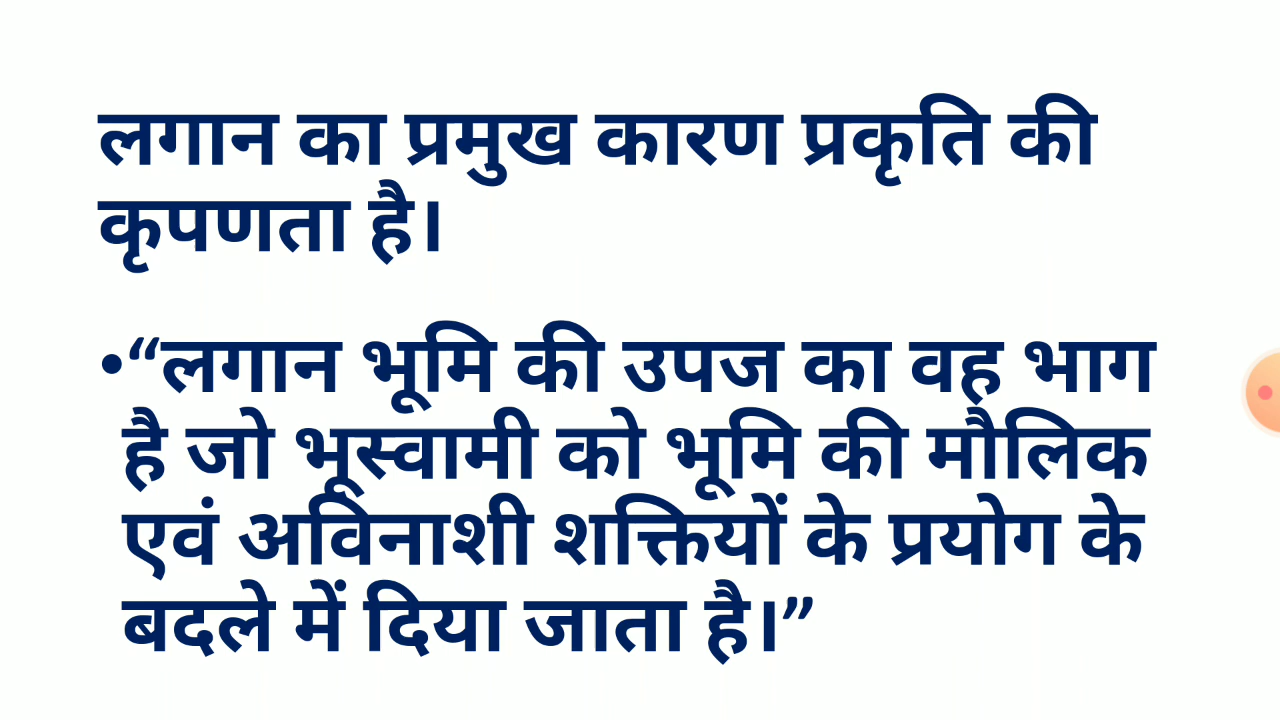 लगान का प्रमुख कारण प्रकृति की
कृपणता है।
•“लगान भूमि की उपज का वह भाग
है जो भूस्वामी को भूमि की मौलिक
एवं अविनाशी शक्तियों के प्रयोग के
बदले में दिया जाता है।”